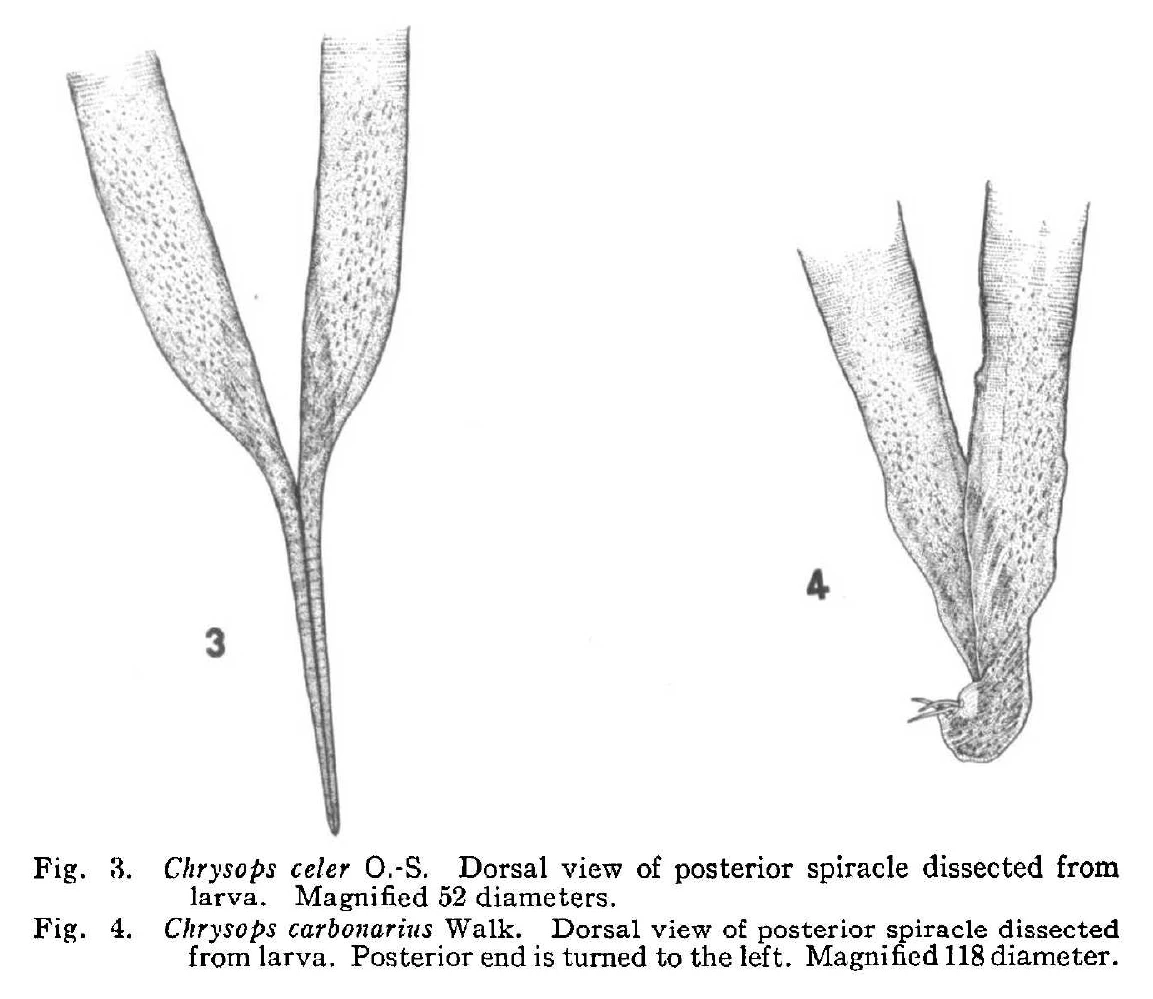 3
4
Fig. 3. Chrysops celer O.-S. Dorsal view of posterior spiracle dissected from
larva. Magnified 52 diameters.
Fig. 4. Chrysops carbonarius Walk. Dorsal view of posterior spiracle dissected
from larva. Posterior end is turned to the left. Magnified 118 diameter.